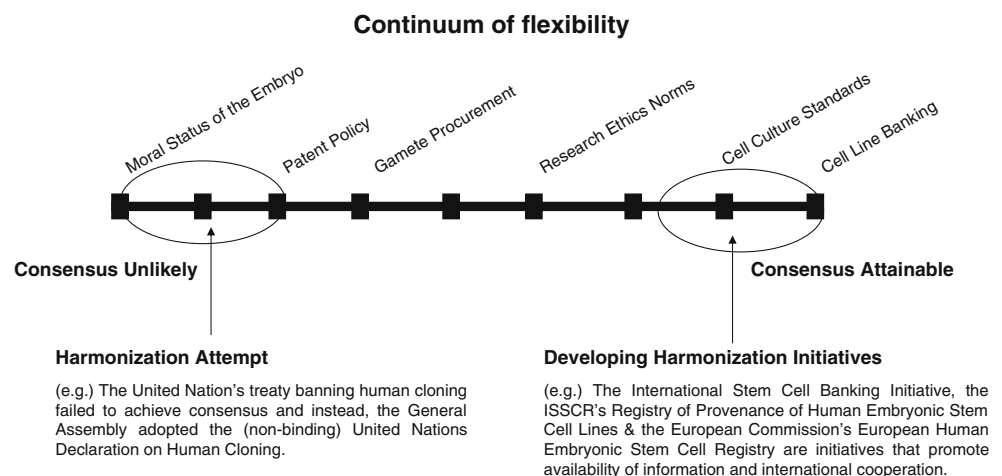 Continuum of flexibility
Moral Status of the Embryo
Patent Policy
Gamete Procurement
Research Ethics Norms
Cell Culture Standards
Cell Line Banking
Consensus Unlikely
Consensus Attainable
Harmonization Attempt
(e.g.) The United Nation's treaty banning human cloning
failed to achieve consensus and instead, the General
Assembly adopted the (non-binding) United Nations
Declaration on Human Cloning.
Developing Harmonization Initiatives
(e.g.) The International Stem Cell Banking Initiative, the
ISSCR's Registry of Provenance of Human Embryonic Stem
Cell Lines & the European Commission's European Human
Embryonic Stem Cell Registry are initiatives that promote
availability of information and international cooperation.